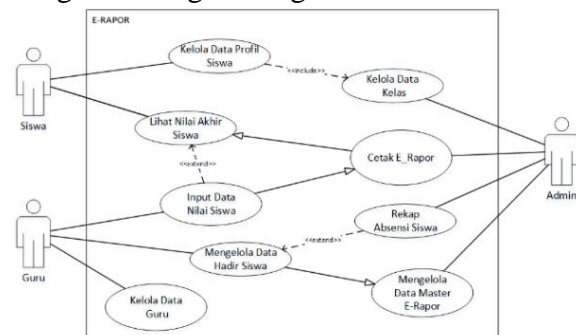 E-RAPOR
Kelola Data Profil
Siswa
<<include>>
Kelola Data
Kelas
Siswa
Lihat Nilai Akhir
Siswa
<<extend>>
Cetak E_Rapor
Admin
Input Data
Nilai Siswa
Rekap
Absensi Siswa
<<extend>>
Guru
Mengelola Data
Hadir Siswa
Mengelola
Data Master
E-Rapor
Kelola Data
Guru